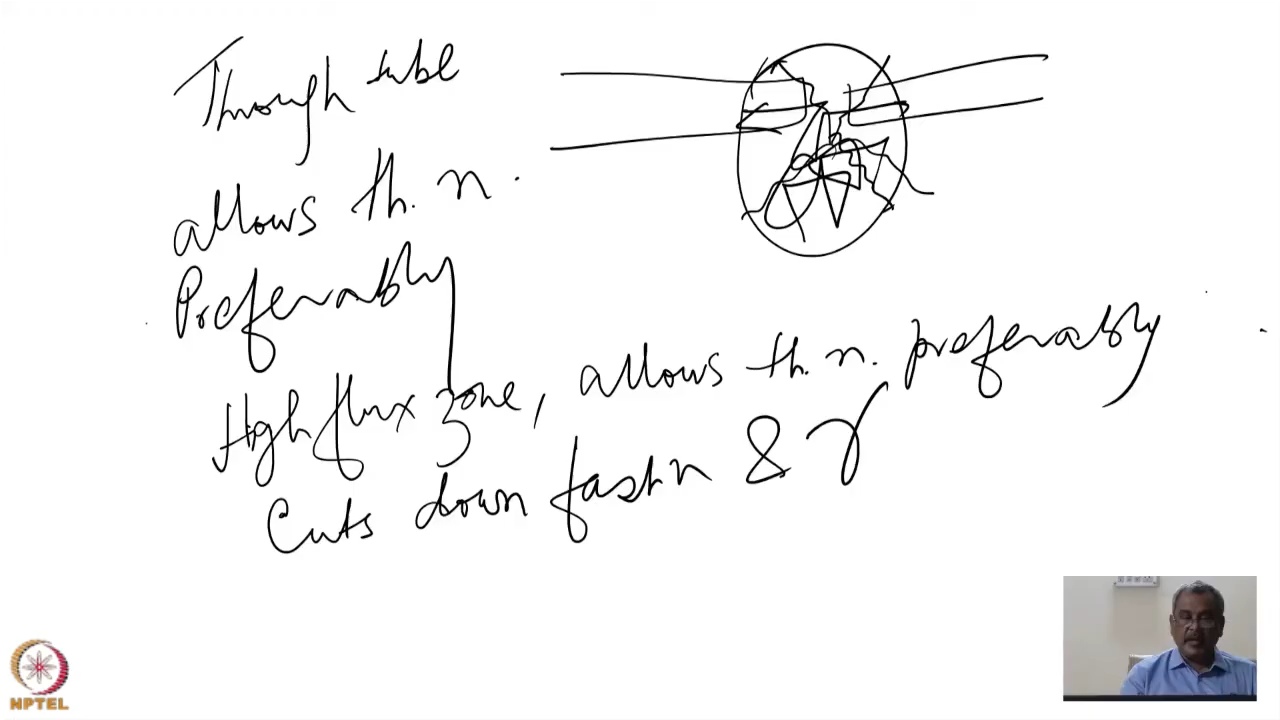 Through tube
allows th. n.
Preferably
High flux zone, allows th. n. preferably
Cuts down fast n & γ
NPTEL